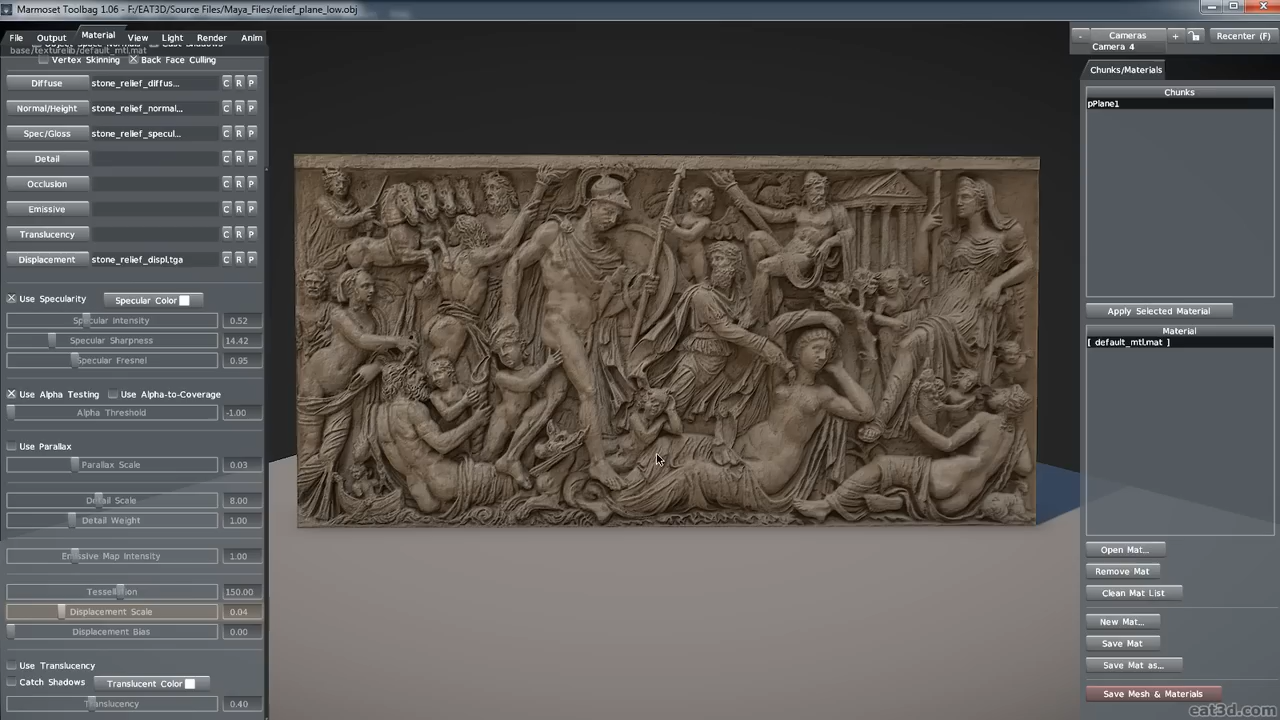 Marmoset Toolbag 1.06 - F:/EAT3D/Source Files/Maya_Files/relief_plane_low.obj
File Output Material View Light Render Anim
- Cameras +
Camera 4
Recenter (F)
Object Space Normals Cast Shadows
base/texturelib/default_mtl.mat
Vertex Skinning Back Face Culling
Diffuse stone_relief_diffus... C R P
Normal/Height stone_relief_normal... C R P
Spec/Gloss stone_relief_specul... C R P
Detail C R P
Occlusion C R P
Emissive C R P
Translucency C R P
Displacement stone_relief_displ.tga C R P
Use Specularity Specular Color
Specular Intensity 0.52
Specular Sharpness 14.42
Specular Fresnel 0.95
Use Alpha Testing Use Alpha-to-Coverage
Alpha Threshold -1.00
Use Parallax
Parallax Scale 0.03
Detail Scale 8.00
Detail Weight 1.00
Emissive Map Intensity 1.00
Tessellation 150.00
Displacement Scale 0.04
Displacement Bias 0.00
Use Translucency
Catch Shadows Translucent Color
Translucency 0.40
Chunks/Materials
Chunks
pPlane1
Apply Selected Material
Material
[ default_mtl.mat ]
Open Mat...
Remove Mat
Clean Mat List
New Mat...
Save Mat
Save Mat as...
Save Mesh & Materials
eat3d.com